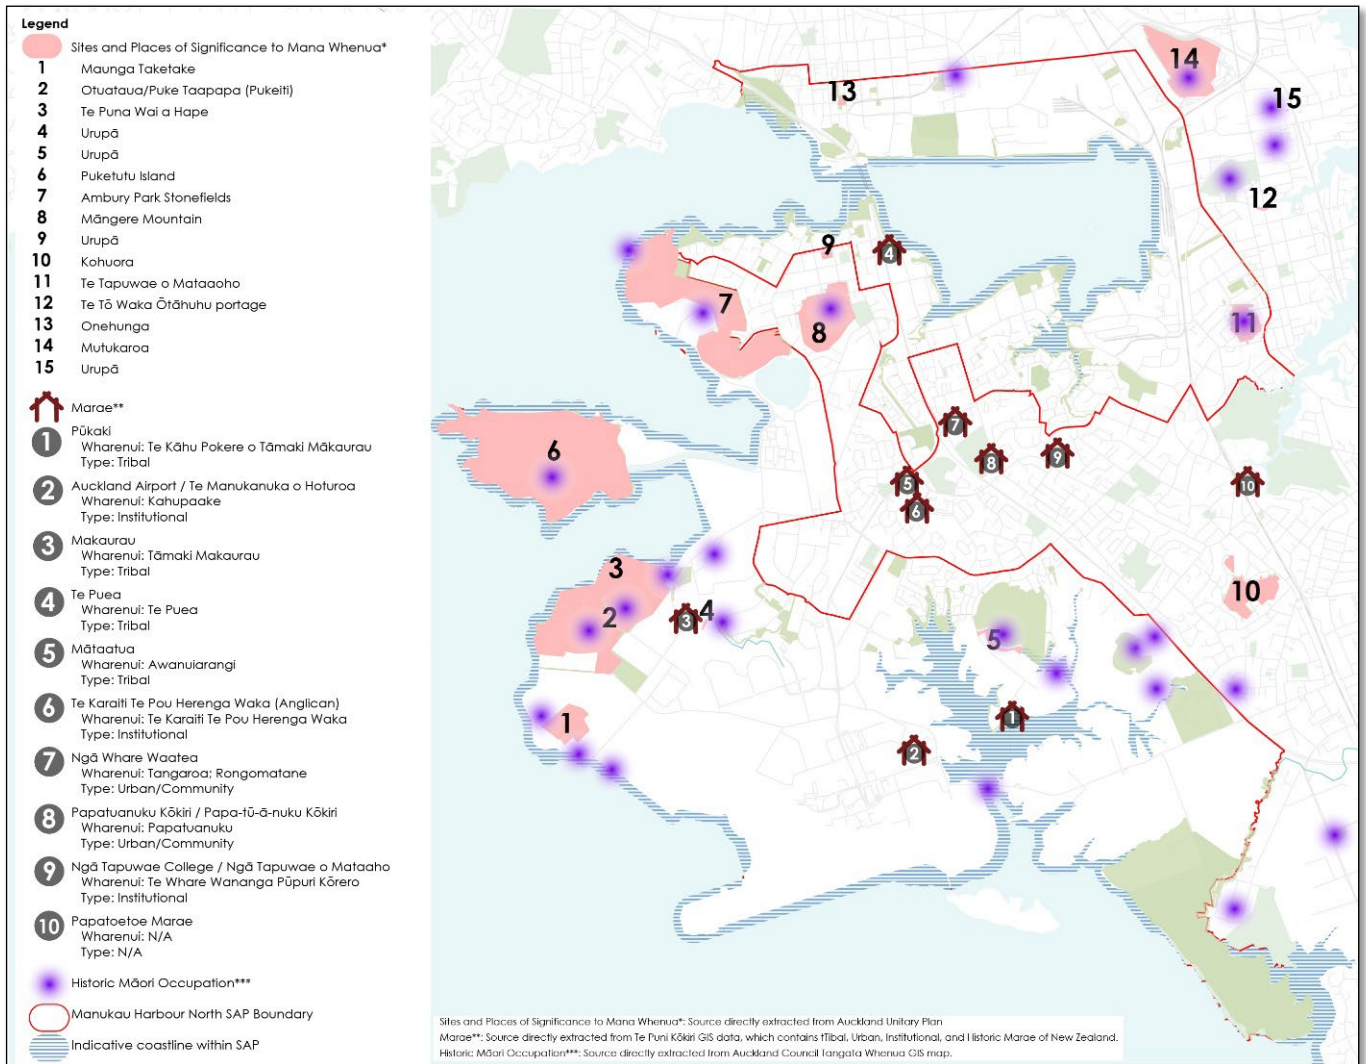 Legend
Sites and Places of Significance to Mana Whenua*
1 Maunga Taketake
2 Otuataua/Puke Taapapa (Pukeiti)
3 Te Puna Wai a Hape
4 Urupā
5 Urupā
6 Puketutu Island
7 Ambury Park Stonefields
8 Māngere Mountain
9 Urupā
10 Kohuora
11 Te Tapuwae o Mataaoho
12 Te Tō Waka Ōtāhuhu portage
13 Onehunga
14 Mutukaroa
15 Urupā
Marae**
1 Pūkaki
Wharenui: Te Kāhu Pokere o Tāmaki Mākaurau
Type: Tribal
2 Auckland Airport / Te Manukanuka o Hoturoa
Wharenui: Kahupaake
Type: Institutional
3 Makaurau
Wharenui: Tāmaki Makaurau
Type: Tribal
4 Te Puea
Wharenui: Te Puea
Type: Tribal
5 Mātaatua
Wharenui: Awanuiarangi
Type: Tribal
6 Te Karaiti Te Pou Herenga Waka (Anglican)
Wharenui: Te Karaiti Te Pou Herenga Waka
Type: Institutional
7 Ngā Whare Waatea
Wharenui: Tangaroa; Rongomatane
Type: Urban/Community
8 Papatuanuku Kōkiri / Papa-tū-ā-nuku Kōkiri
Wharenui: Papatuanuku
Type: Urban/Community
9 Ngā Tapuwae College / Ngā Tapuwae o Mataaho
Wharenui: Te Whare Wananga Pūpuri Kōrero
Type: Institutional
10 Papatoetoe Marae
Wharenui: N/A
Type: N/A
Historic Māori Occupation***
Manukau Harbour North SAP Boundary
Indicative coastline within SAP
14
13
15
12
9
4
7
8
11
7
8
9
6
5
10
6
3
10
2
3
4
5
1
1
2
Sites and Places of Significance to Mana Whenua*: Source directly extracted from Auckland Unitary Plan
Marae**: Source directly extracted from Te Puni Kōkiri GIS data, which contains tTibal, Urban, Institutional, and Historic Marae of New Zealand.
Historic Māori Occupation***: Source directly extracted from Auckland Council Tangata Whenua GIS map.